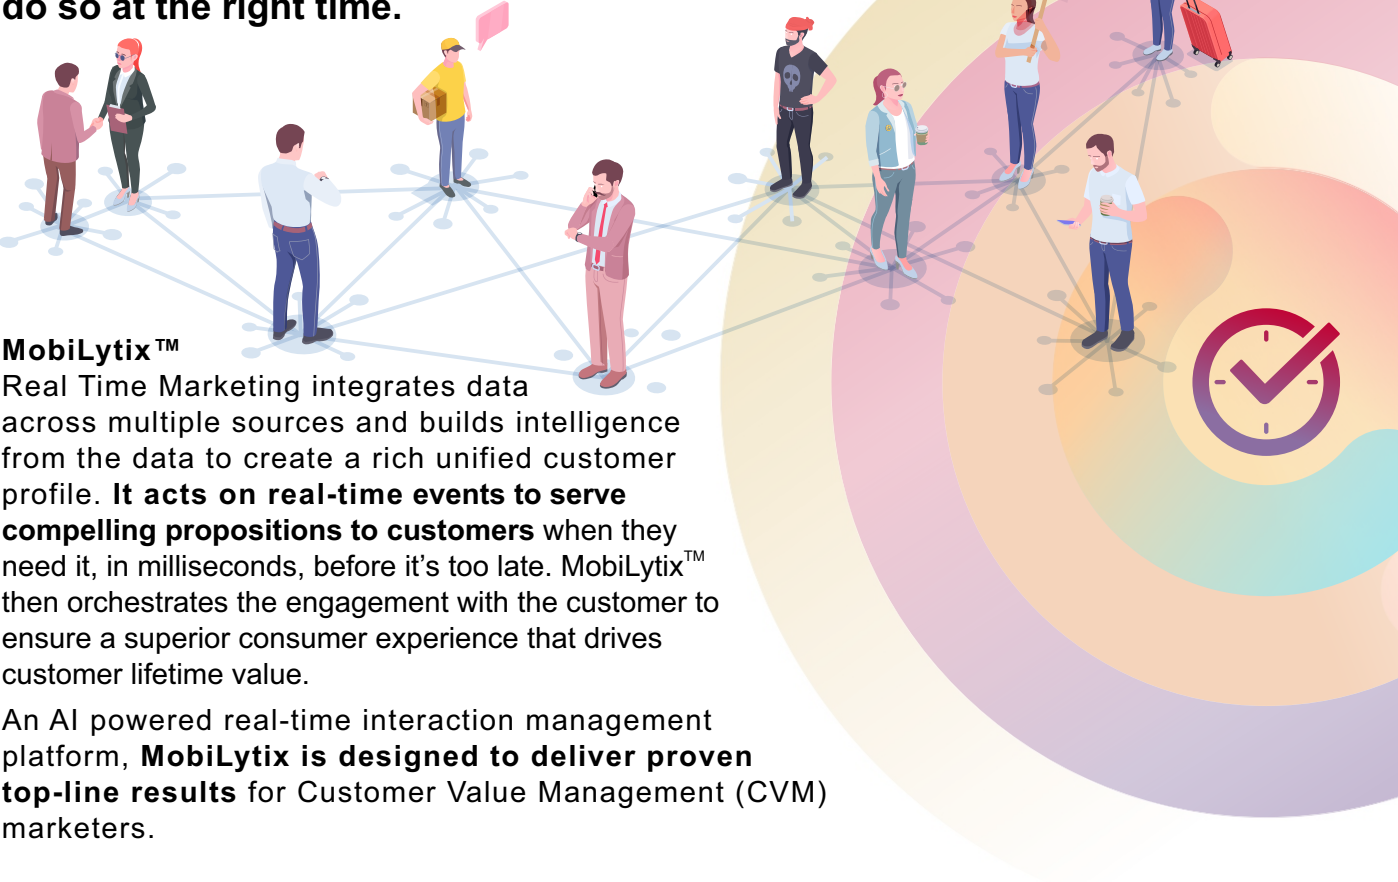 do so at the right time.
MobiLytix™
Real Time Marketing integrates data
across multiple sources and builds intelligence
from the data to create a rich unified customer
profile. It acts on real-time events to serve
compelling propositions to customers when they
need it, in milliseconds, before it’s too late. MobiLytix™
then orchestrates the engagement with the customer to
ensure a superior consumer experience that drives
customer lifetime value.
An AI powered real-time interaction management
platform, MobiLytix is designed to deliver proven
top-line results for Customer Value Management (CVM)
marketers.